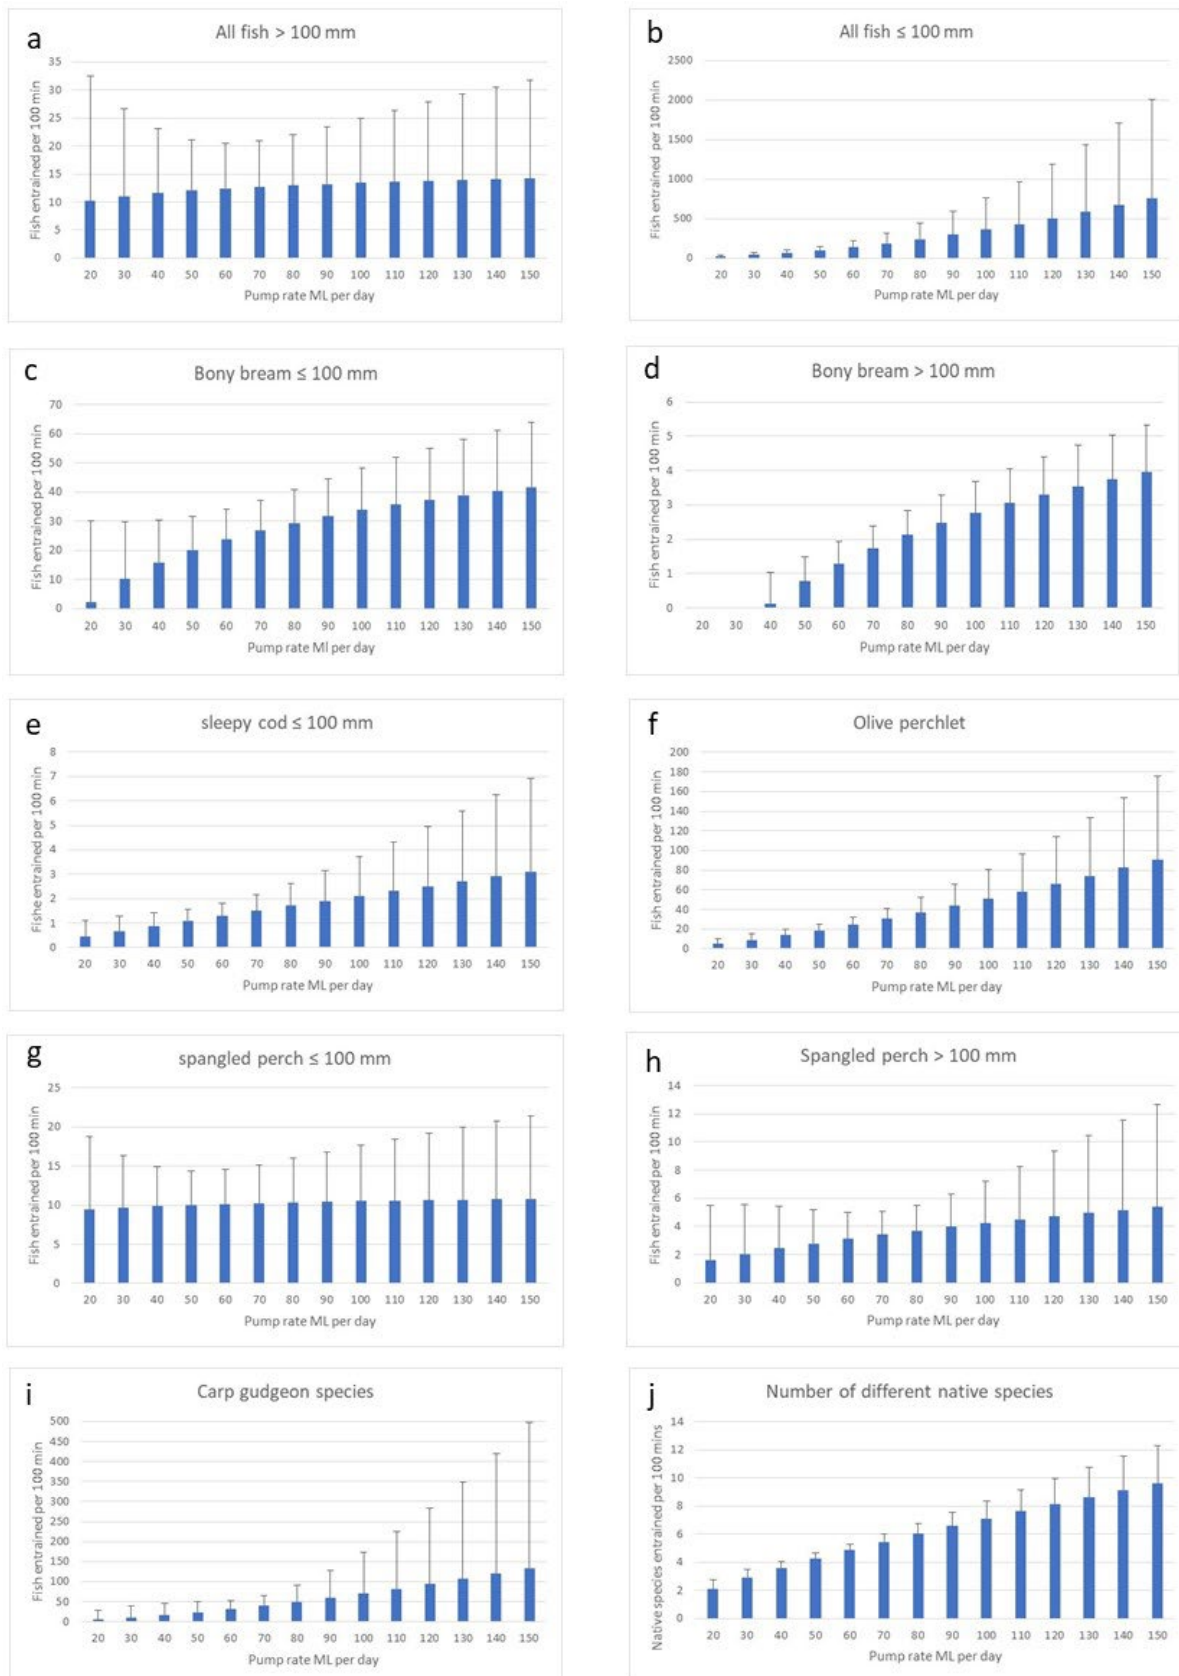 a
All fish > 100 mm
Fish entrained per 100 min
35
30
25
20
15
10
5
0
20 30 40 50 60 70 80 90 100 110 120 130 140 150
Pump rate ML per day
b
All fish ≤ 100 mm
Fish entrained per 100 min
2500
2000
1500
1000
500
0
20 30 40 50 60 70 80 90 100 110 120 130 140 150
Pump rate ML per day
c
Bony bream ≤ 100 mm
Fish entrained per 100 min
70
60
50
40
30
20
10
0
20 30 40 50 60 70 80 90 100 110 120 130 140 150
Pump rate Ml per day
d
Bony bream > 100 mm
Fish entrained per 100 min
6
5
4
3
2
1
0
20 30 40 50 60 70 80 90 100 110 120 130 140 150
Pump rate ML per day
e
sleepy cod ≤ 100 mm
Fishe entrained per 100 min
8
7
6
5
4
3
2
1
0
20 30 40 50 60 70 80 90 100 110 120 130 140 150
Pump rate ML per day
f
Olive perchlet
Fish entrained per 100 min
200
180
160
140
120
100
80
60
40
20
0
20 30 40 50 60 70 80 90 100 110 120 130 140 150
Pump rate ML per day
g
spangled perch ≤ 100 mm
Fish entrained per 100 min
25
20
15
10
5
0
20 30 40 50 60 70 80 90 100 110 120 130 140 150
Pump rate ML per day
h
Spangled perch > 100 mm
Fish entrained per 100 min
14
12
10
8
6
4
2
0
20 30 40 50 60 70 80 90 100 110 120 130 140 150
Pump rate ML per day
i
Carp gudgeon species
Fish entrained per 100 min
500
450
400
350
300
250
200
150
100
50
0
20 30 40 50 60 70 80 90 100 110 120 130 140 150
Pump rate ML per day
j
Number of different native species
Native species entrained per 100 mins
14
12
10
8
6
4
2
0
20 30 40 50 60 70 80 90 100 110 120 130 140 150
Pump rate ML per day